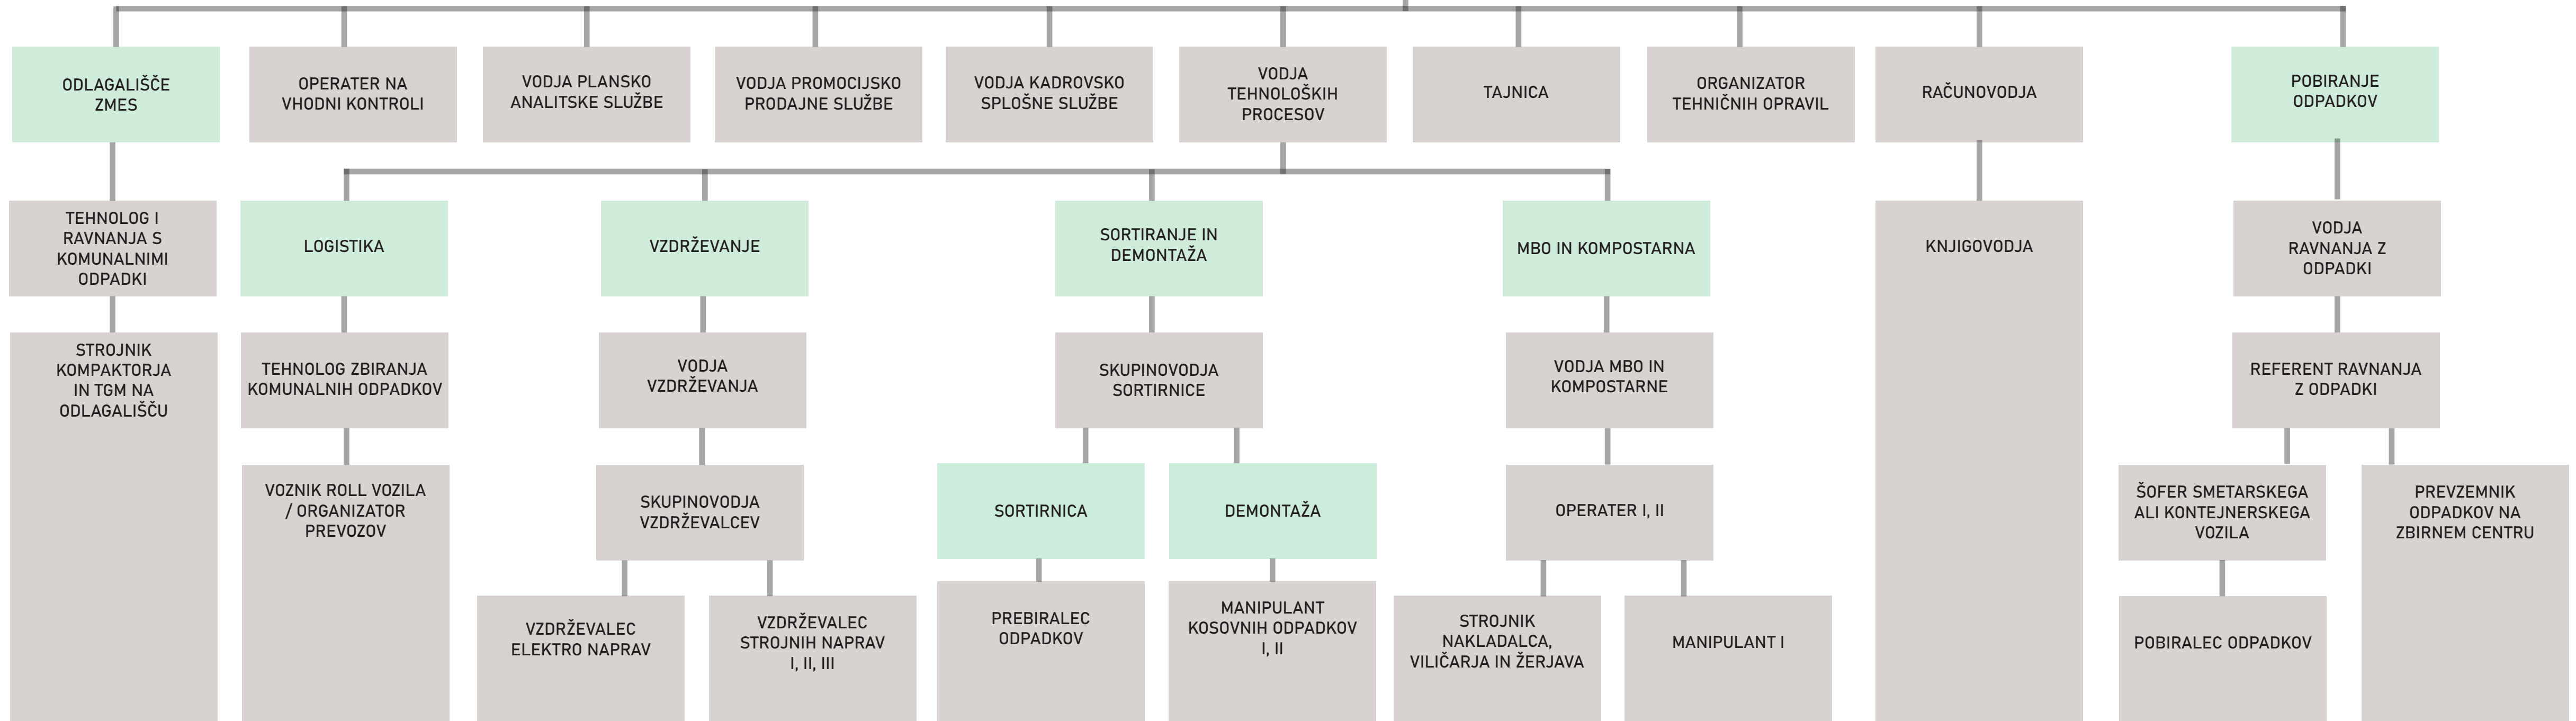 ODLAGALIŠČE
ZMES
OPERATER NA
VHODNI KONTROLI
VODJA PLANSKO
ANALITSKE SLUŽBE
VODJA PROMOCIJSKO
PRODAJNE SLUŽBE
VODJA KADROVSKO
SPLOŠNE SLUŽBE
VODJA
TEHNOLOŠKIH
PROCESOV
TAJNICA
ORGANIZATOR
TEHNIČNIH OPRAVIL
RAČUNOVODJA
POBIRANJE
ODPADKOV
TEHNOLOG I
RAVNANJA S
KOMUNALNIMI
ODPADKI
LOGISTIKA
VZDRŽEVANJE
SORTIRANJE IN
DEMONTAŽA
MBO IN KOMPOSTARNA
KNJIGOVODJA
VODJA
RAVNANJA Z
ODPADKI
STROJNIK
KOMPAKTORJA
IN TGM NA
ODLAGALIŠČU
TEHNOLOG ZBIRANJA
KOMUNALNIH ODPADKOV
VODJA
VZDRŽEVANJA
SKUPINOVODJA
SORTIRNICE
VODJA MBO IN
KOMPOSTARNE
REFERENT RAVNANJA
Z ODPADKI
VOZNIK ROLL VOZILA
/ ORGANIZATOR
PREVOZOV
SKUPINOVODJA
VZDRŽEVALCEV
SORTIRNICA
DEMONTAŽA
OPERATER I, II
ŠOFER SMETARSKEGA
ALI KONTEJNERSKEGA
VOZILA
PREVZEMNIK
ODPADKOV NA
ZBIRNEM CENTRU
VZDRŽEVALEC
ELEKTRO NAPRAV
VZDRŽEVALEC
STROJNIH NAPRAV
I, II, III
PREBIRALEC
ODPADKOV
MANIPULANT
KOSOVNIH ODPADKOV
I, II
STROJNIK
NAKLADALCA,
VILIČARJA IN ŽERJAVA
MANIPULANT I
POBIRALEC ODPADKOV